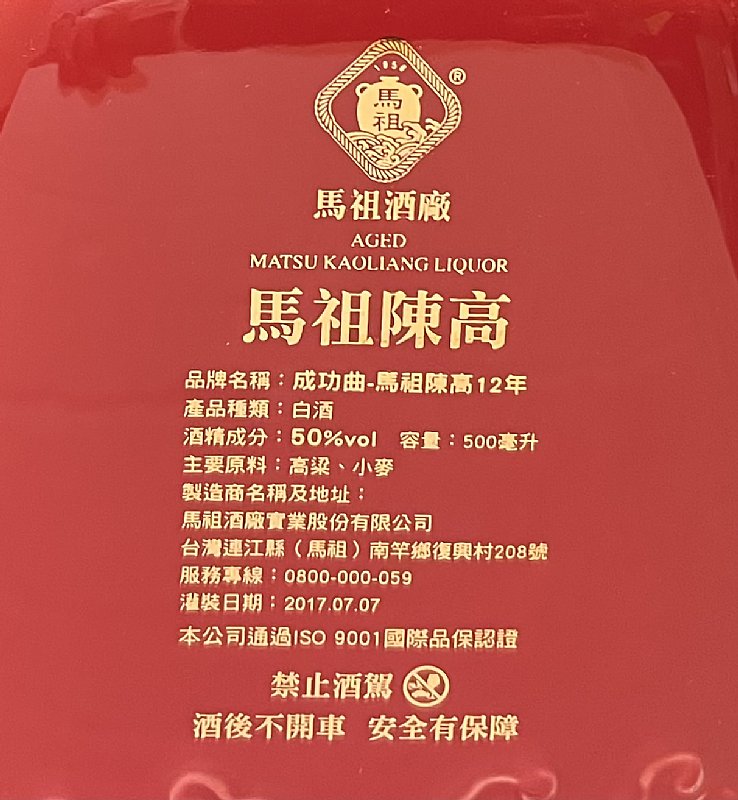 1956
®
馬祖
馬祖酒廠
AGED
MATSU KAOLIANG LIQUOR
馬祖陳高
品牌名稱：成功曲-馬祖陳高12年
產品種類：白酒
酒精成分：50%vol 容量：500毫升
主要原料：高粱、小麥
製造商名稱及地址：
馬祖酒廠實業股份有限公司
台灣連江縣（馬祖）南竿鄉復興村208號
服務專線：0800-000-059
灌裝日期：2017.07.07
本公司通過ISO 9001國際品保認證
禁止酒駕
酒後不開車 安全有保障